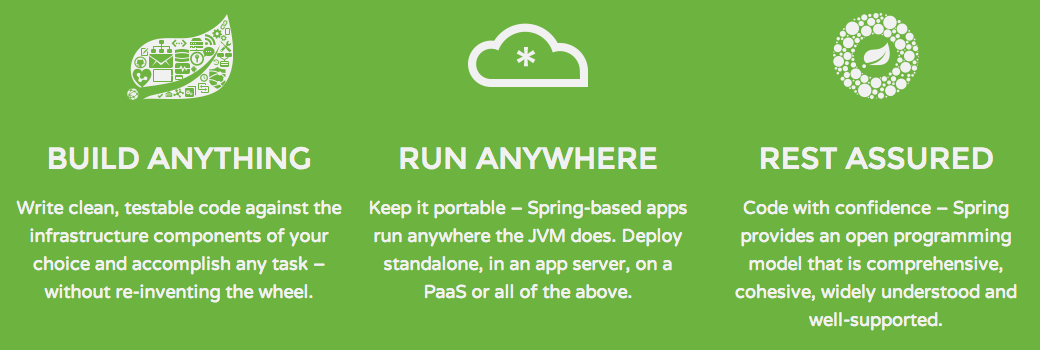 BUILD ANYTHING
Write clean, testable code against the
infrastructure components of your
choice and accomplish any task –
without re-inventing the wheel.
RUN ANYWHERE
Keep it portable – Spring-based apps
run anywhere the JVM does. Deploy
standalone, in an app server, on a
PaaS or all of the above.
REST ASSURED
Code with confidence – Spring
provides an open programming
model that is comprehensive,
cohesive, widely understood and
well-supported.